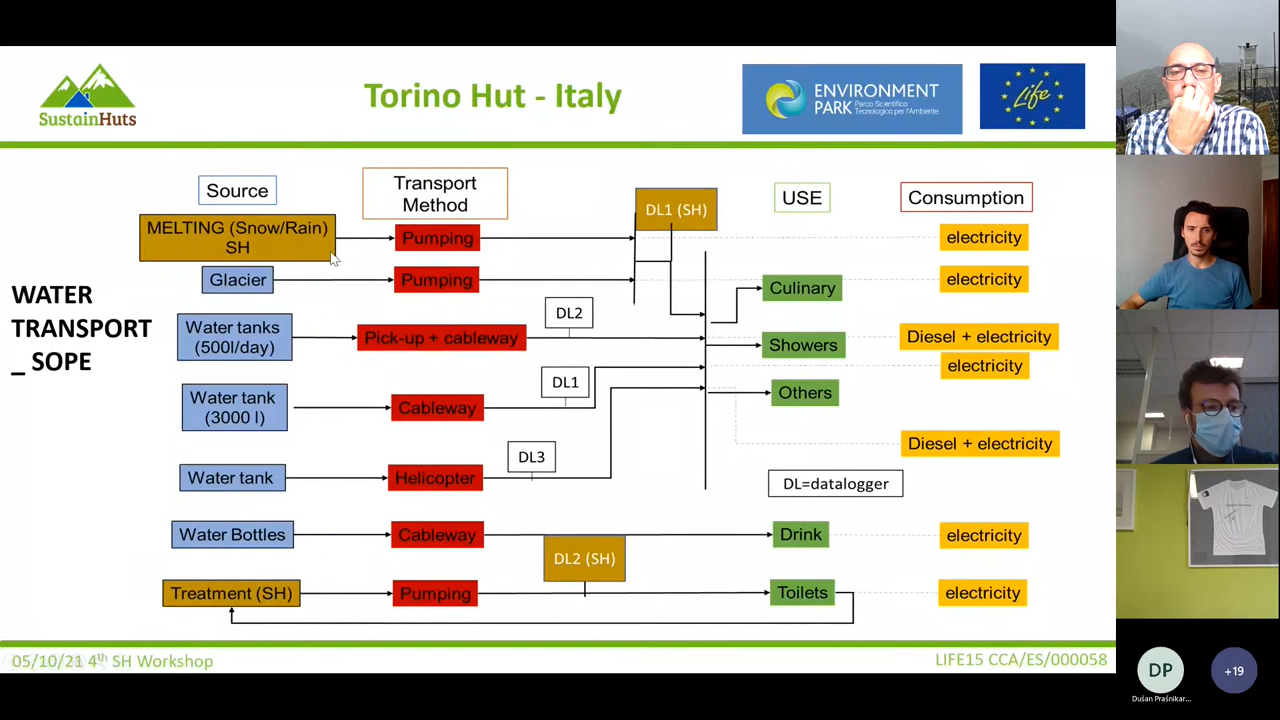 SustainHuts
Torino Hut - Italy
ENVIRONMENT
PARK
Parco Scientifico
Tecnologico per l'Ambiente
Life
Source
Transport
Method
DL1 (SH)
USE
Consumption
MELTING (Snow/Rain)
SH
Pumping
electricity
Glacier
Pumping
Culinary
electricity
WATER
TRANSPORT
_ SOPE
Water tanks
(500l/day)
Pick-up + cableway
DL2
Showers
Diesel + electricity
electricity
Water tank
(3000 l)
Cableway
DL1
Others
Diesel + electricity
Water tank
Helicopter
DL3
DL=datalogger
Water Bottles
Cableway
Drink
electricity
DL2 (SH)
Treatment (SH)
Pumping
Toilets
electricity
05/10/21 4th SH Workshop
LIFE15 CCA/ES/000058
DP
Dušan Prašnikar...
+19